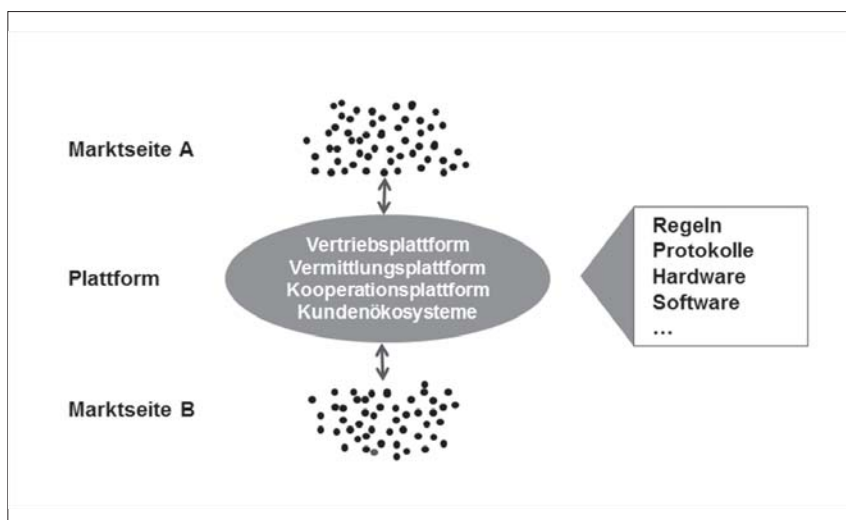 Marktseite A
Vertriebsplattform
Vermittlungsplattform
Kooperationsplattform
Kundenökosysteme
Plattform
Regeln
Protokolle
Hardware
Software
...
Marktseite B